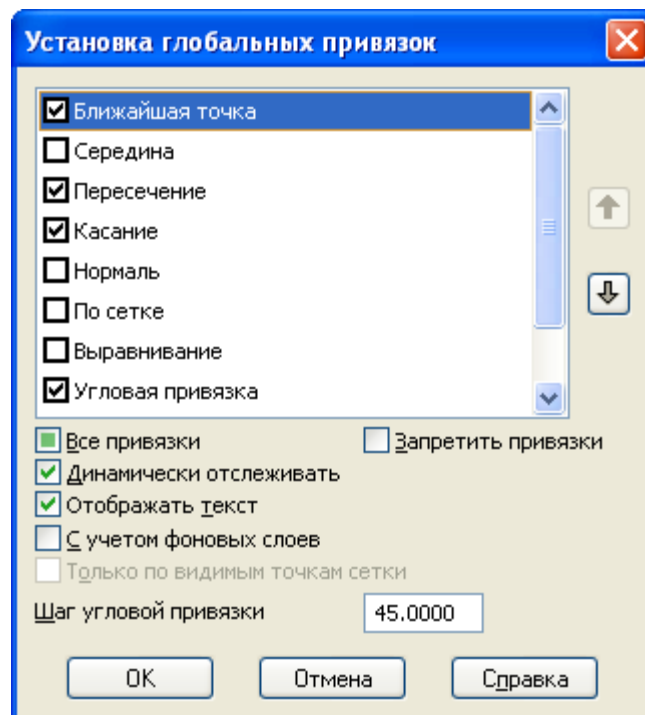 Установка глобальных привязок
Ближайшая точка
Середина
Пересечение
Касание
Нормаль
По сетке
Выравнивание
Угловая привязка
Все привязки
Запретить привязки
Динамически отслеживать
Отображать текст
С учетом фоновых слоев
Только по видимым точкам сетки
Шаг угловой привязки
45.0000
OK
Отмена
Справка